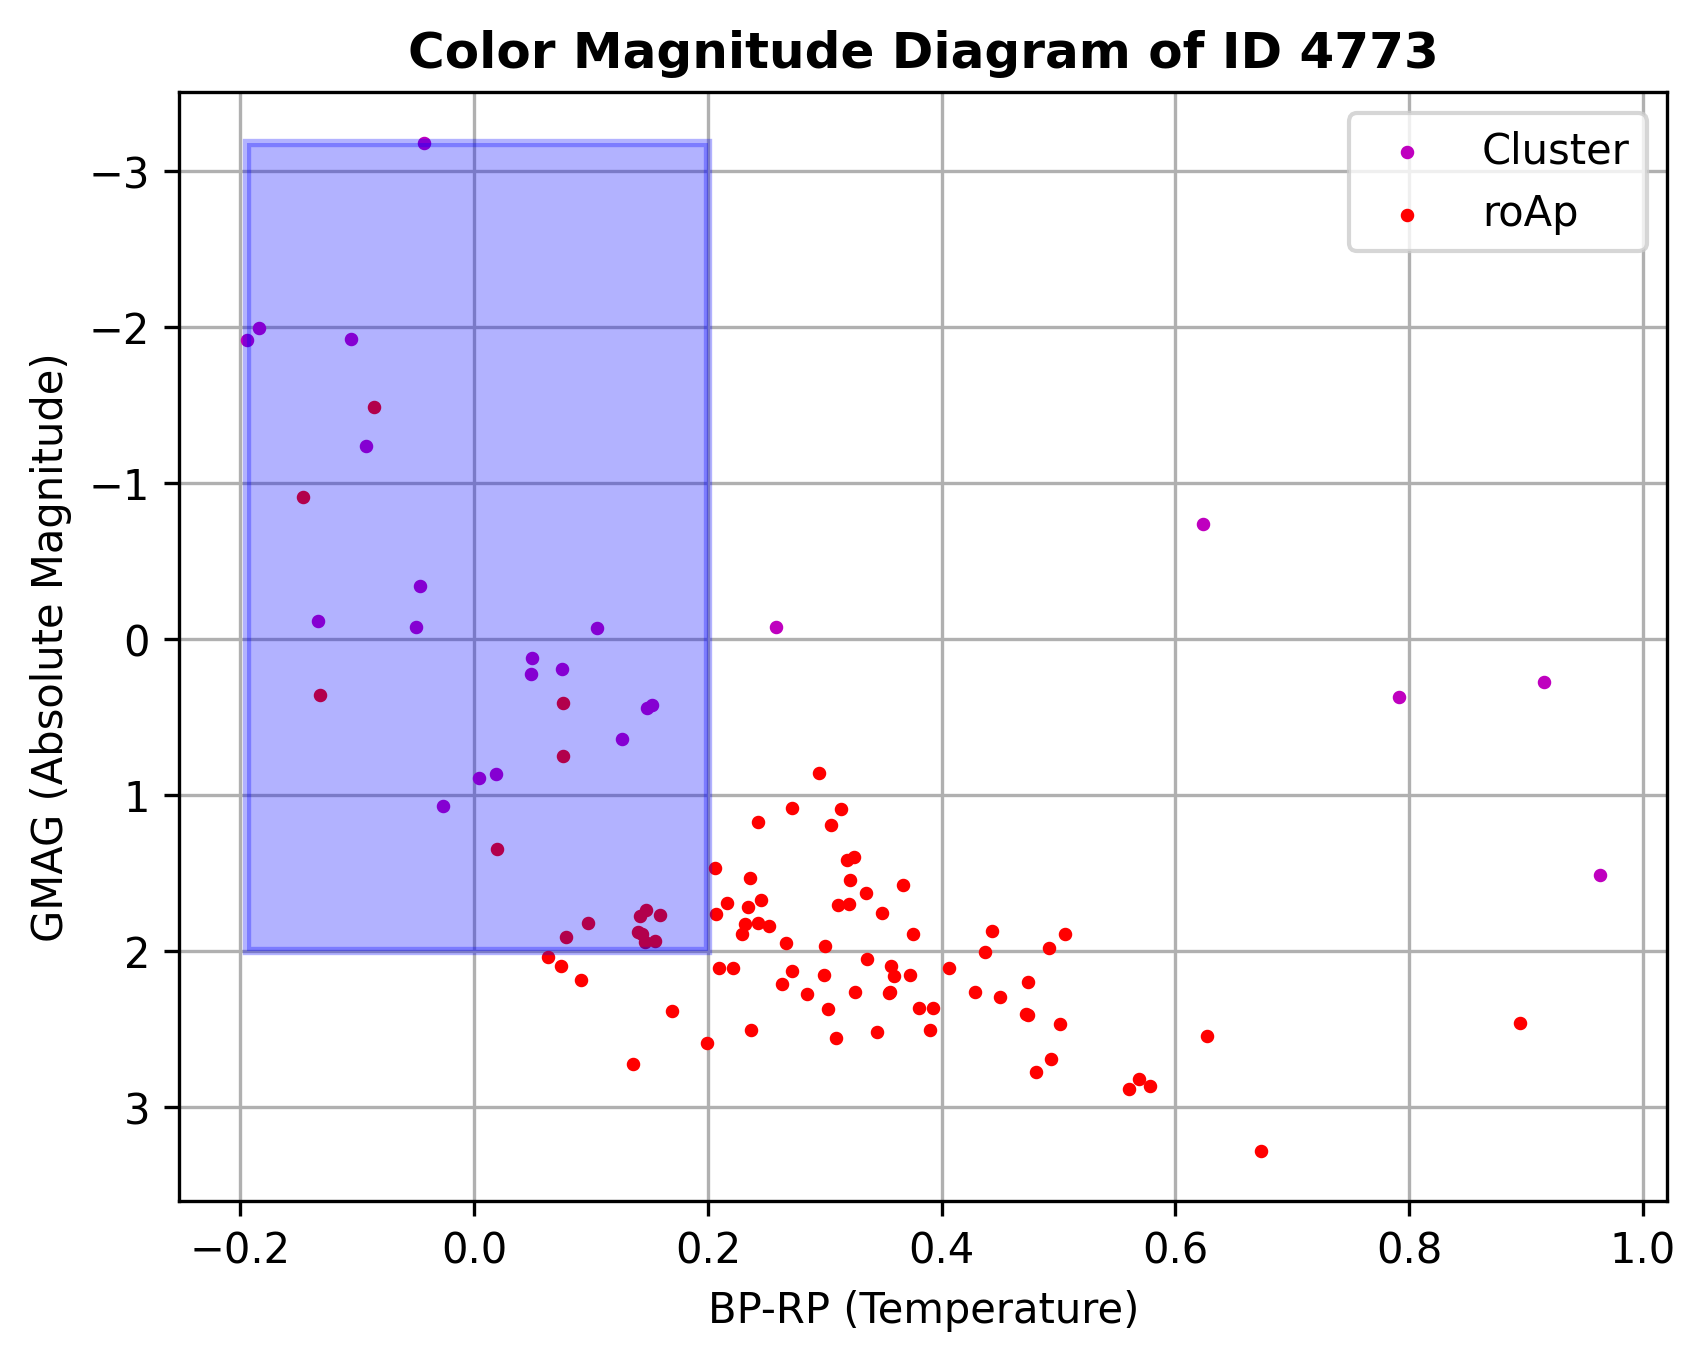 Color Magnitude Diagram of ID 4773
Cluster
roAp
GMAG (Absolute Magnitude)
−3
−2
−1
0
1
2
3
−0.2 0.0 0.2 0.4 0.6 0.8 1.0
BP-RP (Temperature)